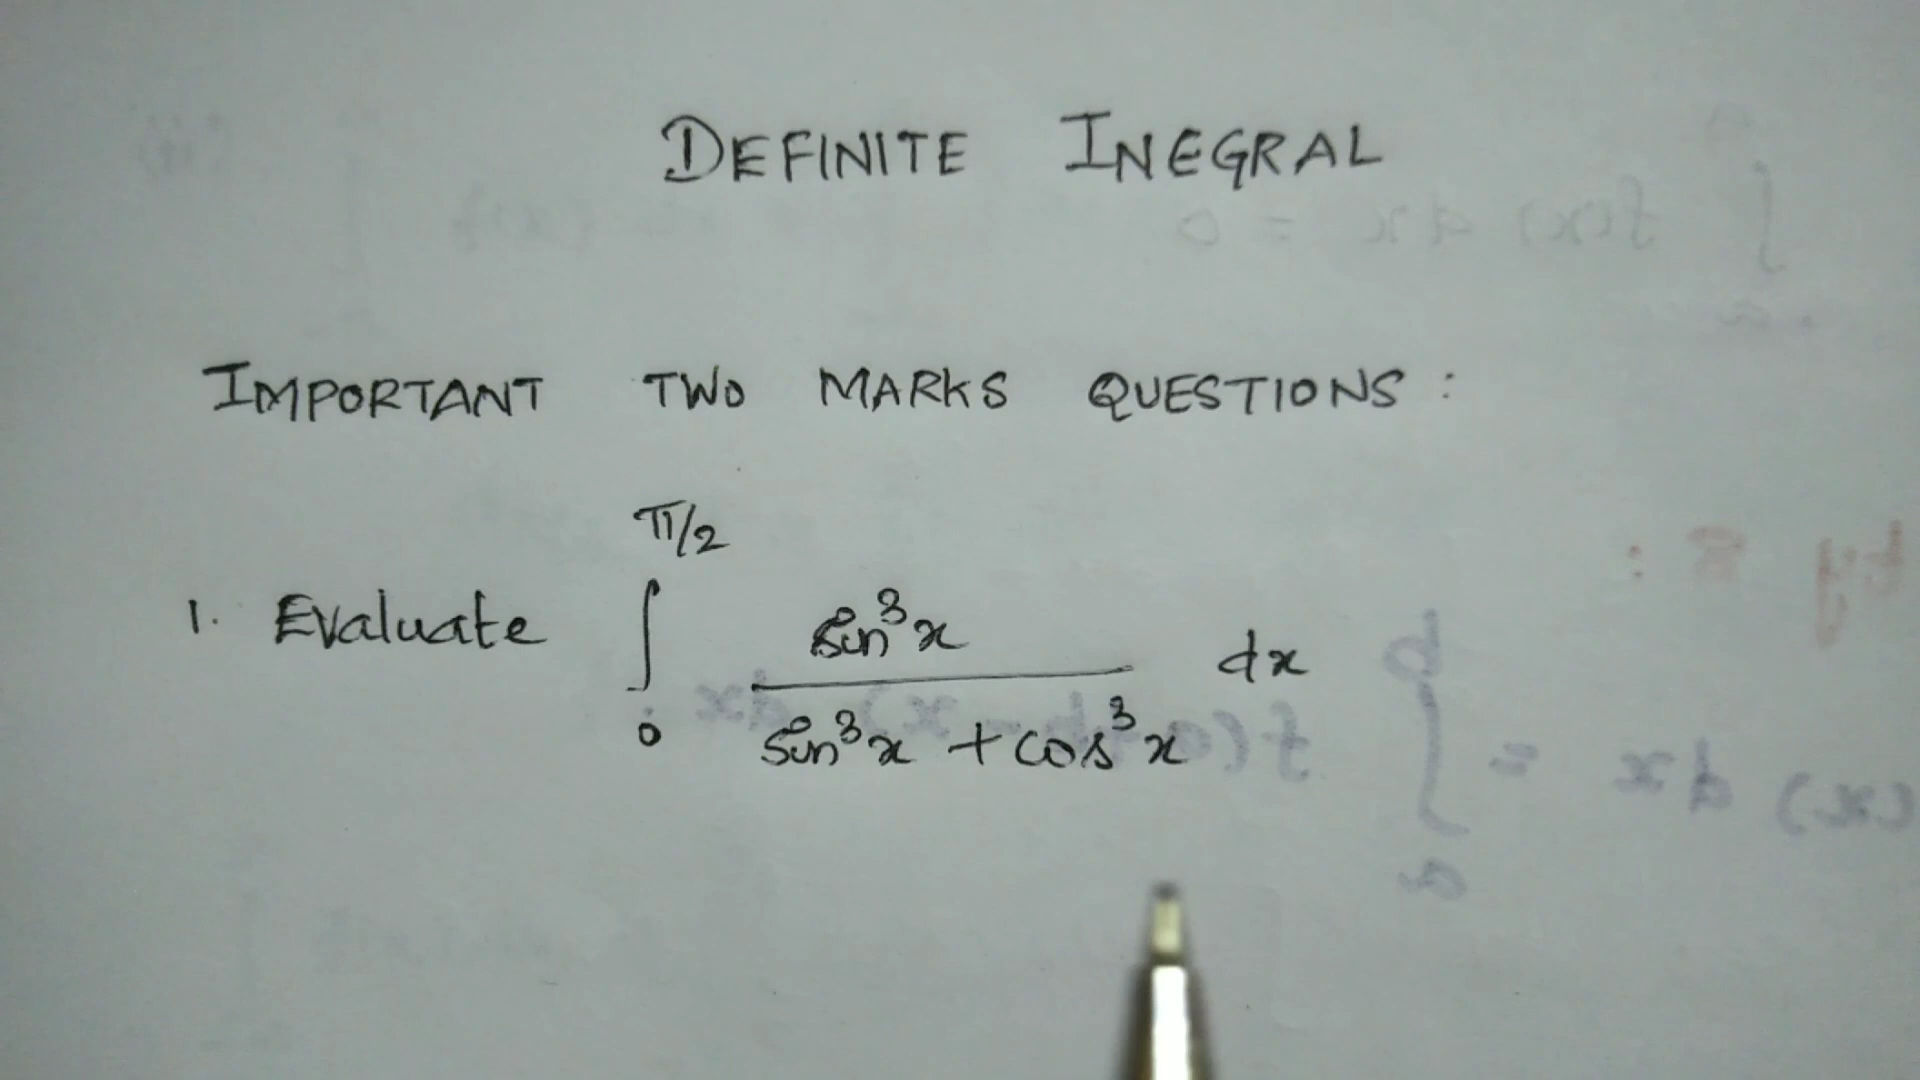 DEFINITE INEGRAL
IMPORTANT TWO MARKS QUESTIONS :
1. Evaluate ∫₀^(π/2) sin³x / (sin³x + cos³x) dx